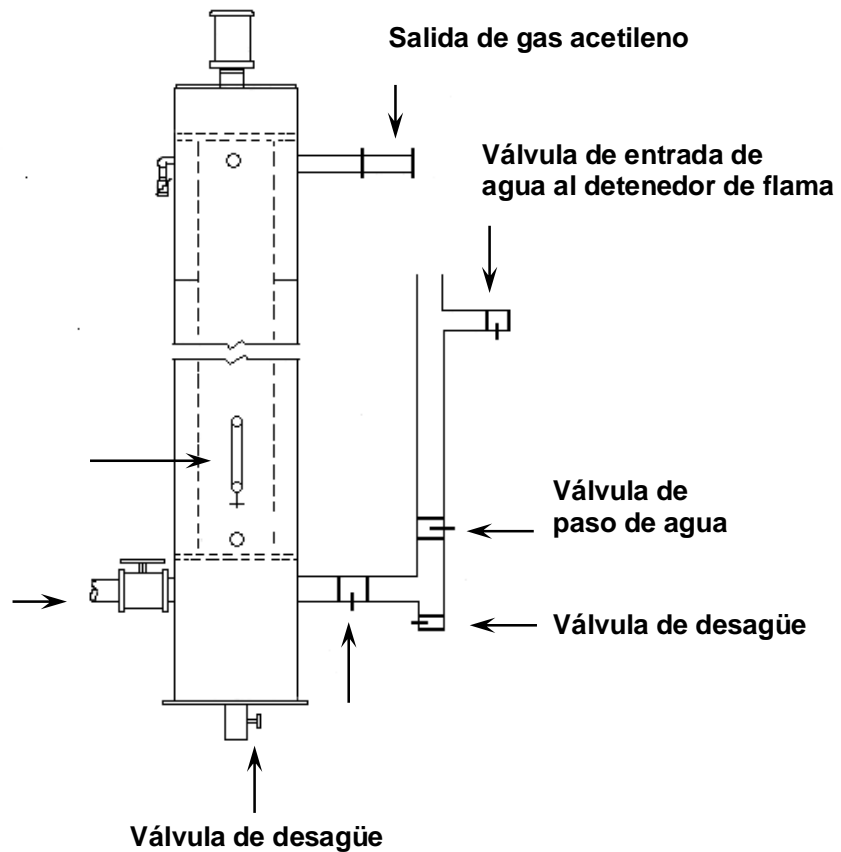 Salida de gas acetileno
Válvula de entrada de
agua al detenedor de flama
Válvula de
paso de agua
Válvula de desagüe
Válvula de desagüe